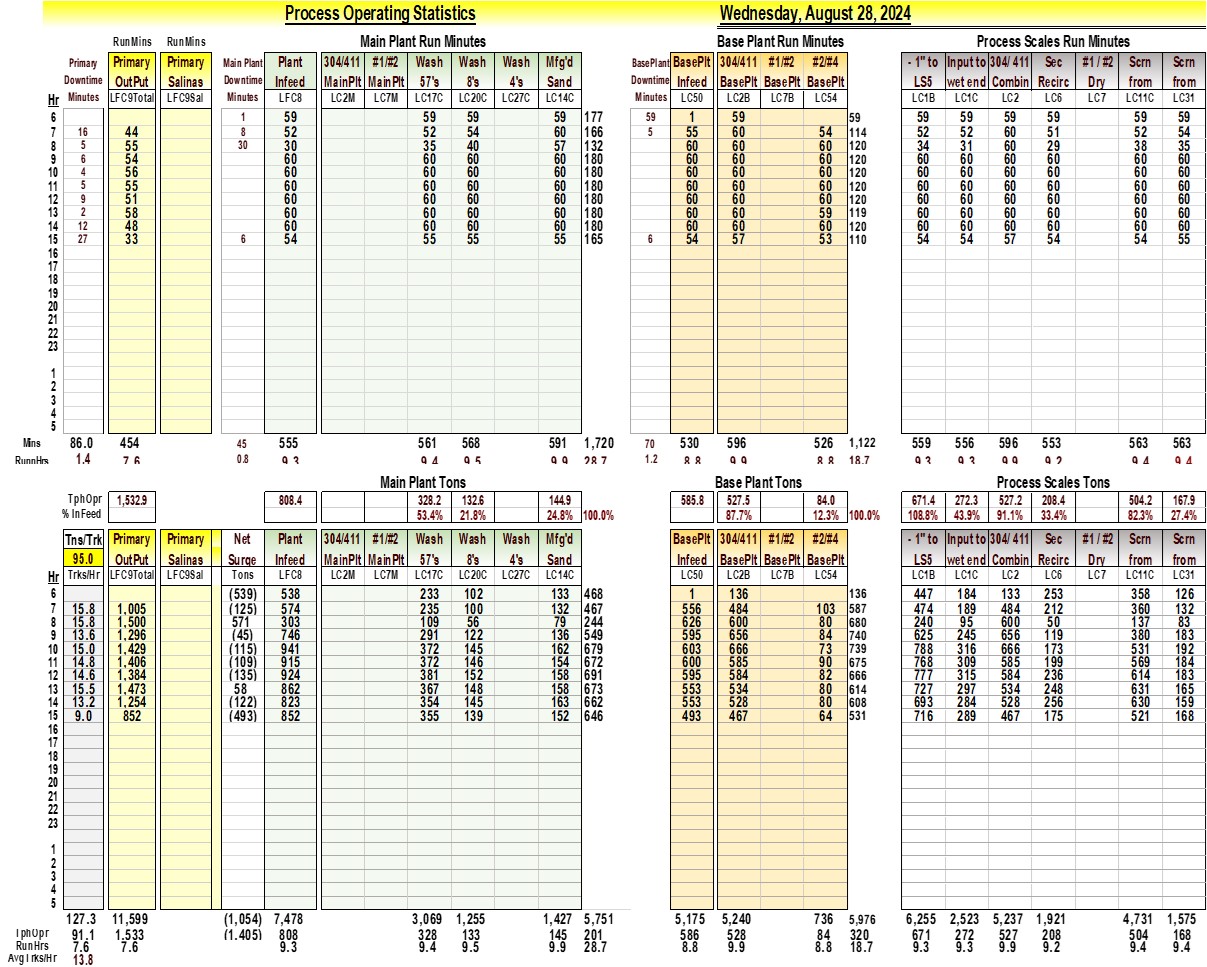 Process Operating Statistics Wednesday, August 28, 2024
RunMins RunMins Main Plant Run Minutes Base Plant Run Minutes Process Scales Run Minutes
Primary Primary Primary Main Plant Plant 304/411 #1/#2 Wash Wash Wash Mfg'd BasePlant BasePlt 304/411 #1/#2 #2/#4 - 1" to Input to 304/ 411 Sec #1 / #2 Scrn Scrn
Downtime OutPut Salinas Downtime Infeed MainPlt MainPlt 57's 8's 4's Sand Downtime Infeed BasePlt BasePlt BasePlt LS5 wet end Combin Recirc Dry from from
Hr Minutes LFC9Total LFC9Sal Minutes LFC8 LC2M LC7M LC17C LC20C LC27C LC14C Minutes LC50 LC2B LC7B LC54 LC1B LC1C LC2 LC6 LC7 LC11C LC31
6 1 59 59 59 59 177 59 1 60 59 59 59 59 59 59 59
7 16 44 8 52 52 54 60 166 5 55 60 54 114 52 52 60 51 52 54
8 5 55 30 30 35 40 57 132 60 60 60 120 34 31 60 29 38 35
9 6 54 60 60 60 60 180 60 60 60 120 60 60 60 60 60 60
10 4 56 60 60 60 60 180 60 60 60 120 60 60 60 60 60 60
11 5 55 60 60 60 60 180 60 60 60 120 60 60 60 60 60 60
12 9 51 60 60 60 60 180 60 60 60 120 60 60 60 60 60 60
13 2 58 60 60 60 60 180 60 60 59 119 60 60 60 60 60 60
14 12 48 60 60 60 60 180 60 60 60 120 60 60 60 60 60 60
15 27 33 6 54 55 55 55 165 6 54 57 53 110 54 54 57 54 54 55
16
17
18
19
20
21
22
23
1
2
3
4
5
Mins 86.0 454 45 555 561 568 591 1,720 70 530 596 526 1,122 559 556 596 553 563 563
RunnHrs 1.4 7.6 0.8 9.3 9.4 9.5 9.9 28.7 1.2 8.8 9.9 8.8 18.7 9.3 9.3 9.9 9.2 9.4 9.4
Main Plant Tons Base Plant Tons Process Scales Tons
TphOpr 1,532.9 808.4 328.2 132.6 144.9 585.8 527.5 84.0 671.4 272.3 527.2 208.4 504.2 167.9
% InFeed 53.4% 21.8% 24.8% 100.0% 87.7% 12.3% 100.0% 108.8% 43.9% 91.1% 33.4% 82.3% 27.4%
Tns/Trk Primary Primary Net Plant 304/411 #1/#2 Wash Wash Wash Mfg'd BasePlt 304/411 #1/#2 #2/#4 - 1" to Input to 304/ 411 Sec #1 / #2 Scrn Scrn
95.0 OutPut Salinas Surge Infeed MainPlt MainPlt 57's 8's 4's Sand Infeed BasePlt BasePlt BasePlt LS5 wet end Combin Recirc Dry from from
Hr Trks/Hr LFC9Total LFC9Sal Tons LFC8 LC2M LC7M LC17C LC20C LC27C LC14C LC50 LC2B LC7B LC54 LC1B LC1C LC2 LC6 LC7 LC11C LC31
6 (539) 538 233 100 133 468 1 136 136 447 184 133 253 358 126
7 15.8 1,005 (125) 574 235 100 132 467 556 484 103 587 474 189 484 212 360 132
8 15.8 1,500 571 303 109 56 79 244 626 600 80 680 240 95 600 50 137 83
9 13.6 1,296 (45) 746 291 122 136 549 595 656 84 740 625 245 656 119 380 183
10 15.0 1,429 (115) 941 372 145 162 679 603 666 73 739 788 316 666 173 531 192
11 14.8 1,406 (109) 915 372 146 154 672 600 585 90 675 768 309 585 199 569 184
12 14.6 1,384 (135) 924 381 152 158 691 595 584 82 666 777 315 584 236 614 183
13 15.5 1,473 58 862 367 148 158 673 553 534 80 614 727 297 534 248 631 165
14 13.2 1,254 (122) 823 354 145 163 662 553 528 80 608 693 284 528 256 630 159
15 9.0 852 (493) 852 355 139 152 646 493 467 64 531 716 289 467 175 521 168
16
17
18
19
20
21
22
23
1
2
3
4
5
127.3 11,599 (1,054) 7,478 3,069 1,255 1,427 5,751 5,175 5,240 736 5,976 6,255 2,523 5,237 1,921 4,731 1,575
TphOpr 91.1 1,533 (1,405) 808 328 133 145 201 586 528 84 320 671 272 527 208 504 168
RunHrs 7.6 7.6 9.3 9.4 9.5 9.9 28.7 8.8 9.9 8.8 18.7 9.3 9.3 9.9 9.2 9.4 9.4
AvgTrks/Hr 13.8